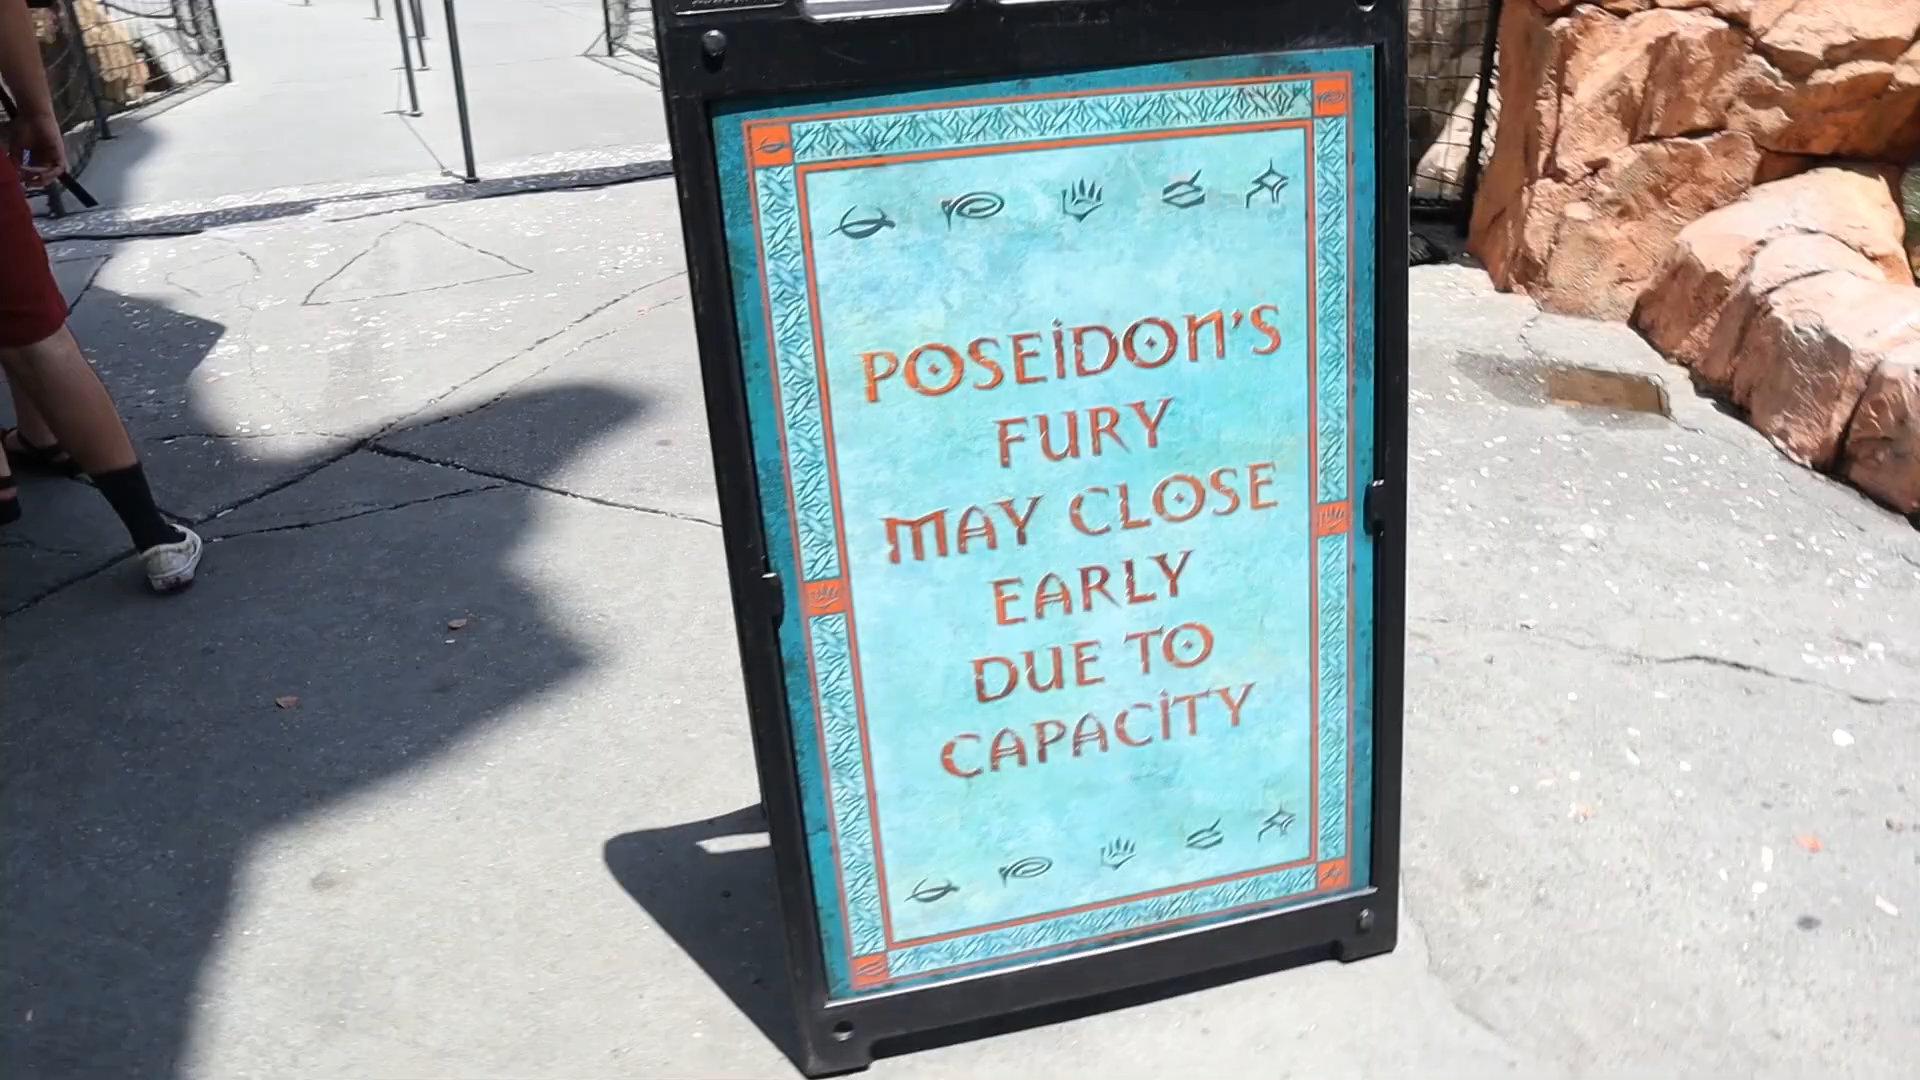 POSEIDON'S
FURY
MAY CLOSE
EARLY
DUE TO
CAPACITY